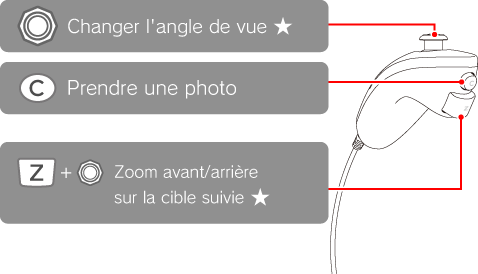 Changer l'angle de vue ★
C Prendre une photo
Z + Zoom avant/arrière
sur la cible suivie ★